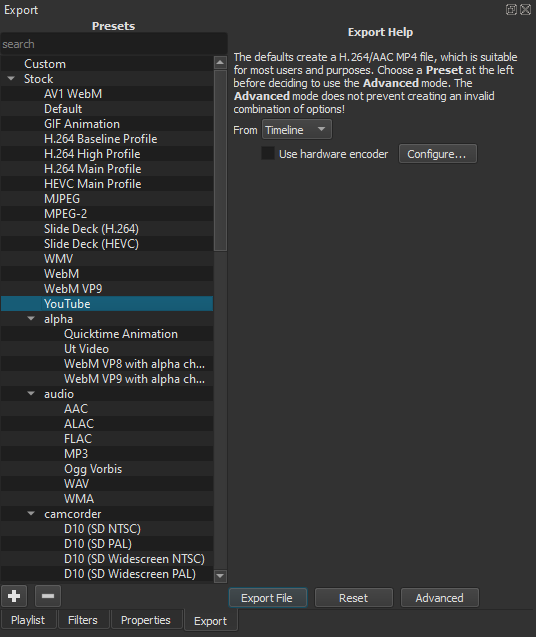 Export
Presets
search
Custom
Stock
AV1 WebM
Default
GIF Animation
H.264 Baseline Profile
H.264 High Profile
H.264 Main Profile
HEVC Main Profile
MJPEG
MPEG-2
Slide Deck (H.264)
Slide Deck (HEVC)
WMV
WebM
WebM VP9
YouTube
alpha
Quicktime Animation
Ut Video
WebM VP8 with alpha ch...
WebM VP9 with alpha ch...
audio
AAC
ALAC
FLAC
MP3
Ogg Vorbis
WAV
WMA
camcorder
D10 (SD NTSC)
D10 (SD PAL)
D10 (SD Widescreen NTSC)
D10 (SD Widescreen PAL)
Export Help
The defaults create a H.264/AAC MP4 file, which is suitable
for most users and purposes. Choose a Preset at the left
before deciding to use the Advanced mode. The
Advanced mode does not prevent creating an invalid
combination of options!
From Timeline
Use hardware encoder Configure...
Export File Reset Advanced
Playlist Filters Properties Export